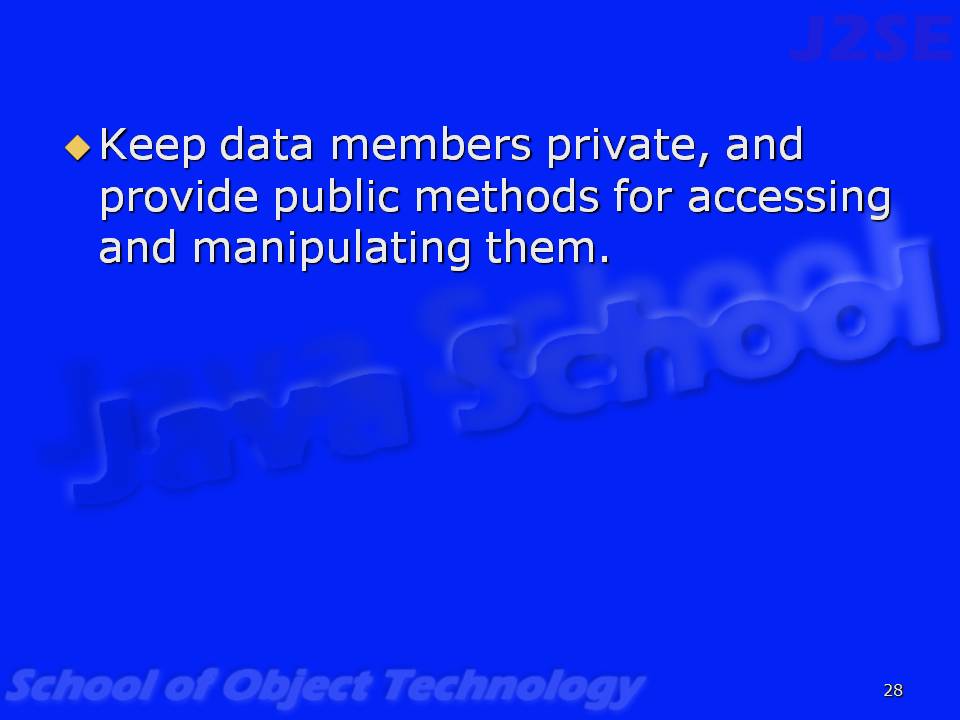 J2SE
Keep data members private, and
provide public methods for accessing
and manipulating them.
Java School
School of Object Technology
28